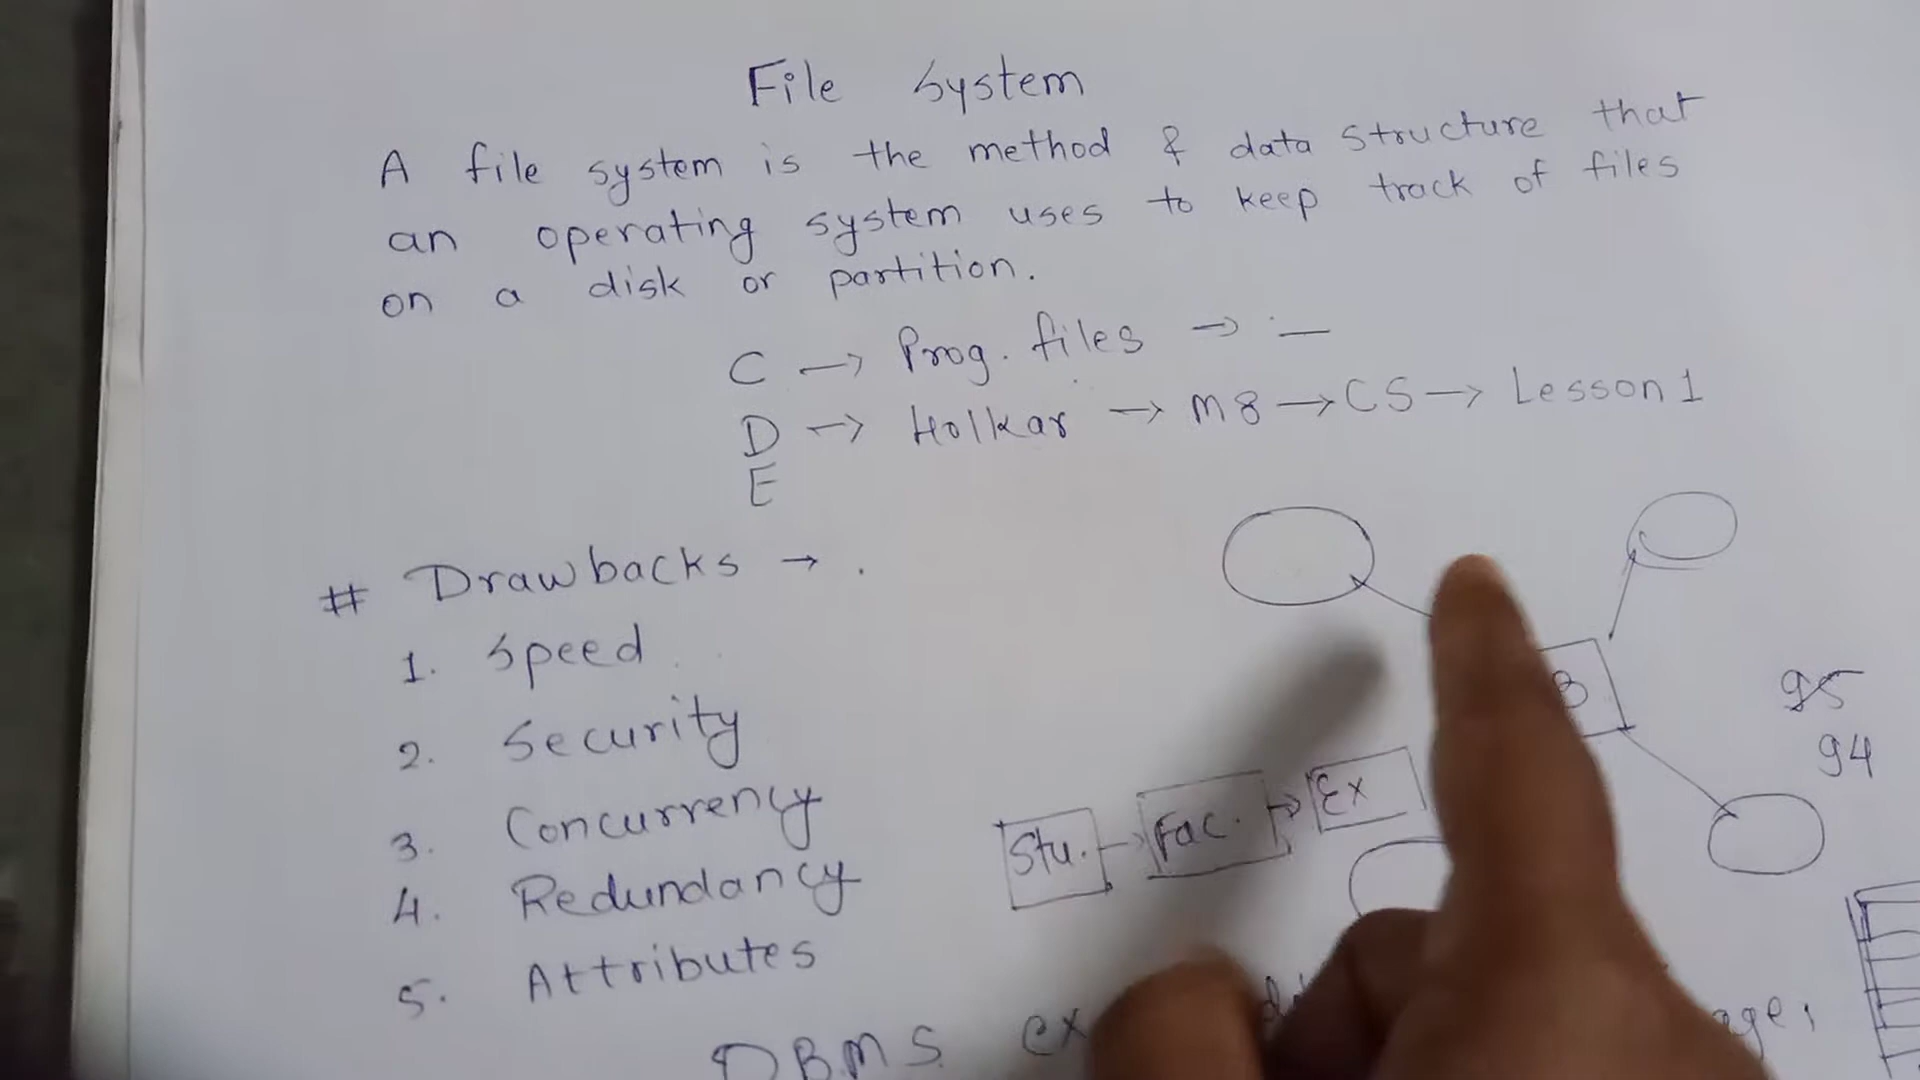 File System
A file system is the method & data structure that
an operating system uses to keep track of files
on a disk or partition.
C → Prog. files → —
D → Holkar → M8 → CS → Lesson 1
E
# Drawbacks →
1. Speed
2. Security
3. Concurrency
4. Redundancy
5. Attributes
B
95
94
Stu. → Fac. → Ex
DBMS ex